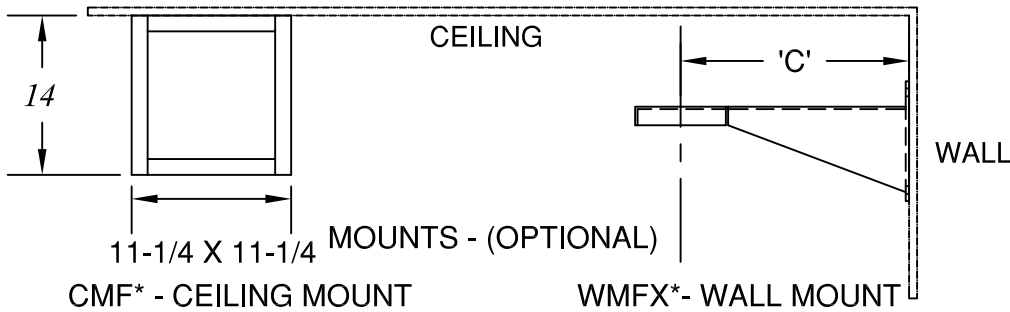 CEILING
'C'
14
WALL
MOUNTS - (OPTIONAL)
11-1/4 X 11-1/4
CMF* - CEILING MOUNT
WMFX*- WALL MOUNT